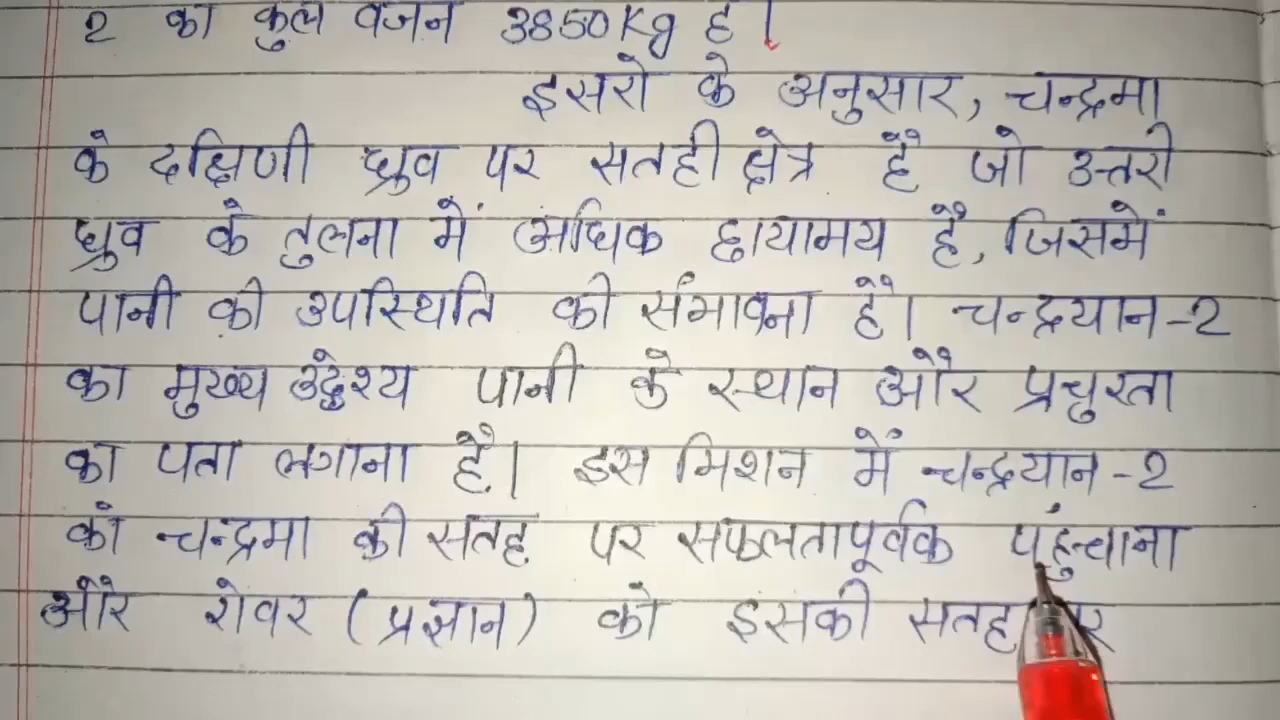 2 का कुल वजन 3850kg है।
इसरो के अनुसार, चन्द्रमा
के दक्षिणी ध्रुव पर सतही क्षेत्र है जो उत्तरी
ध्रुव के तुलना में अधिक छायामय है, जिसमें
पानी की उपस्थिति की संभावना है। चन्द्रयान-2
का मुख्य उद्देश्य पानी के स्थान और प्रचुरता
का पता लगाना है। इस मिशन में चन्द्रयान-2
को चन्द्रमा की सतह पर सफलतापूर्वक पहुंचाना
और रोवर (प्रज्ञान) को इसकी सतह पर